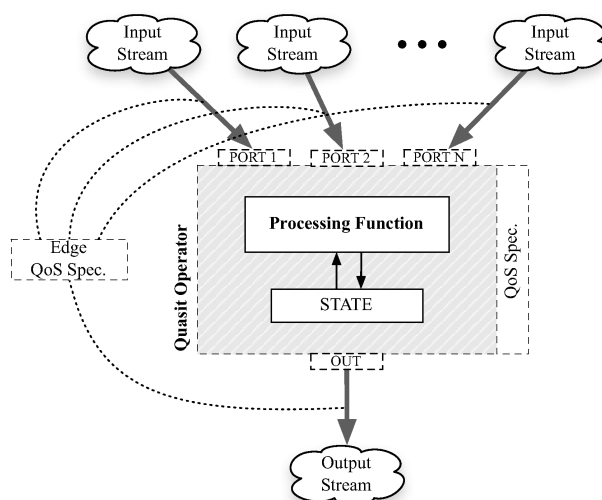 Input
Stream
Input
Stream
Input
Stream
PORT 1
PORT 2
PORT N
Processing Function
STATE
Quasit Operator
QoS Spec.
Edge
QoS Spec.
OUT
Output
Stream